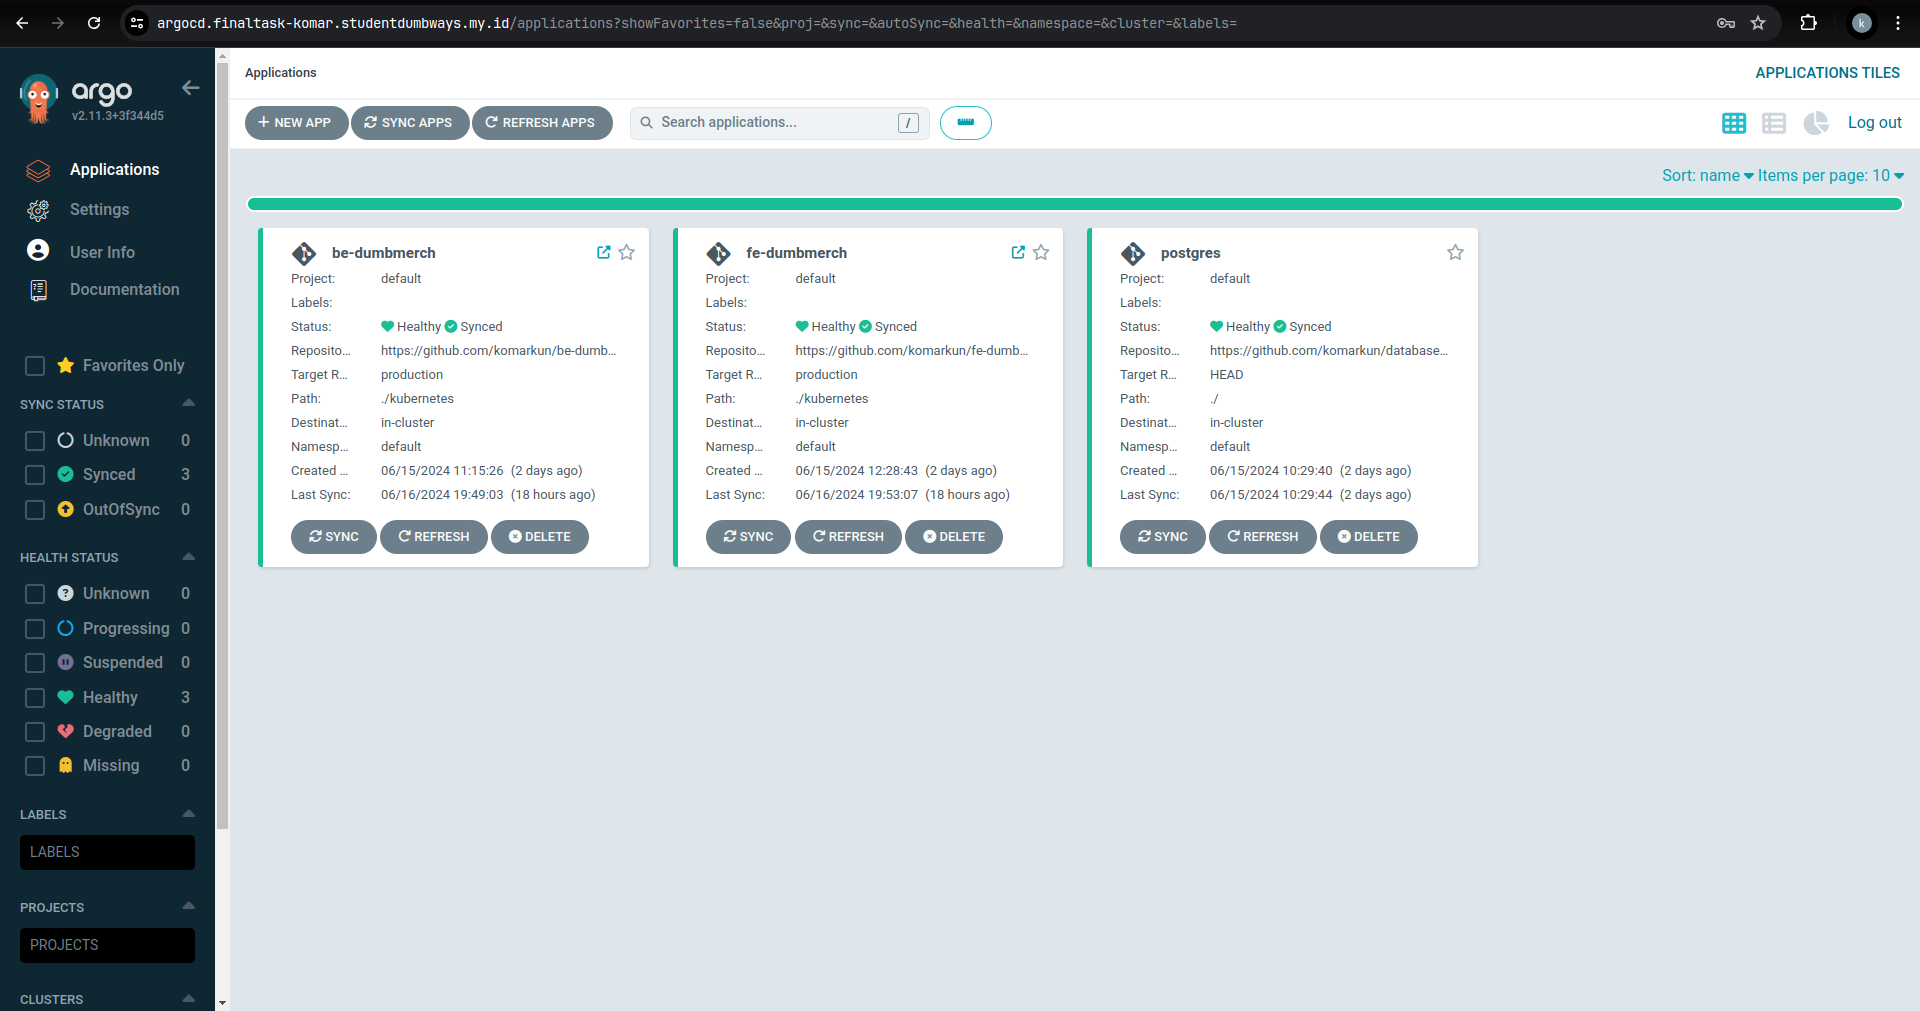 argocd.finaltask-komar.studentdumbways.my.id/applications?showFavorites=false&proj=&sync=&autoSync=&health=&namespace=&cluster=&labels=
k
argo
v2.11.3+3f344d5
Applications
Settings
User Info
Documentation
Favorites Only
SYNC STATUS
Unknown 0
Synced 3
OutOfSync 0
HEALTH STATUS
Unknown 0
Progressing 0
Suspended 0
Healthy 3
Degraded 0
Missing 0
LABELS
LABELS
PROJECTS
PROJECTS
CLUSTERS
Applications
APPLICATIONS TILES
NEW APP
SYNC APPS
REFRESH APPS
Search applications... /
Log out
Sort: name Items per page: 10
be-dumbmerch
Project: default
Labels:
Status: Healthy Synced
Reposito... https://github.com/komarkun/be-dumb...
Target R... production
Path: ./kubernetes
Destinat... in-cluster
Namesp... default
Created ... 06/15/2024 11:15:26 (2 days ago)
Last Sync: 06/16/2024 19:49:03 (18 hours ago)
SYNC REFRESH DELETE
fe-dumbmerch
Project: default
Labels:
Status: Healthy Synced
Reposito... https://github.com/komarkun/fe-dumb...
Target R... production
Path: ./kubernetes
Destinat... in-cluster
Namesp... default
Created ... 06/15/2024 12:28:43 (2 days ago)
Last Sync: 06/16/2024 19:53:07 (18 hours ago)
SYNC REFRESH DELETE
postgres
Project: default
Labels:
Status: Healthy Synced
Reposito... https://github.com/komarkun/database...
Target R... HEAD
Path: ./
Destinat... in-cluster
Namesp... default
Created ... 06/15/2024 10:29:40 (2 days ago)
Last Sync: 06/15/2024 10:29:44 (2 days ago)
SYNC REFRESH DELETE